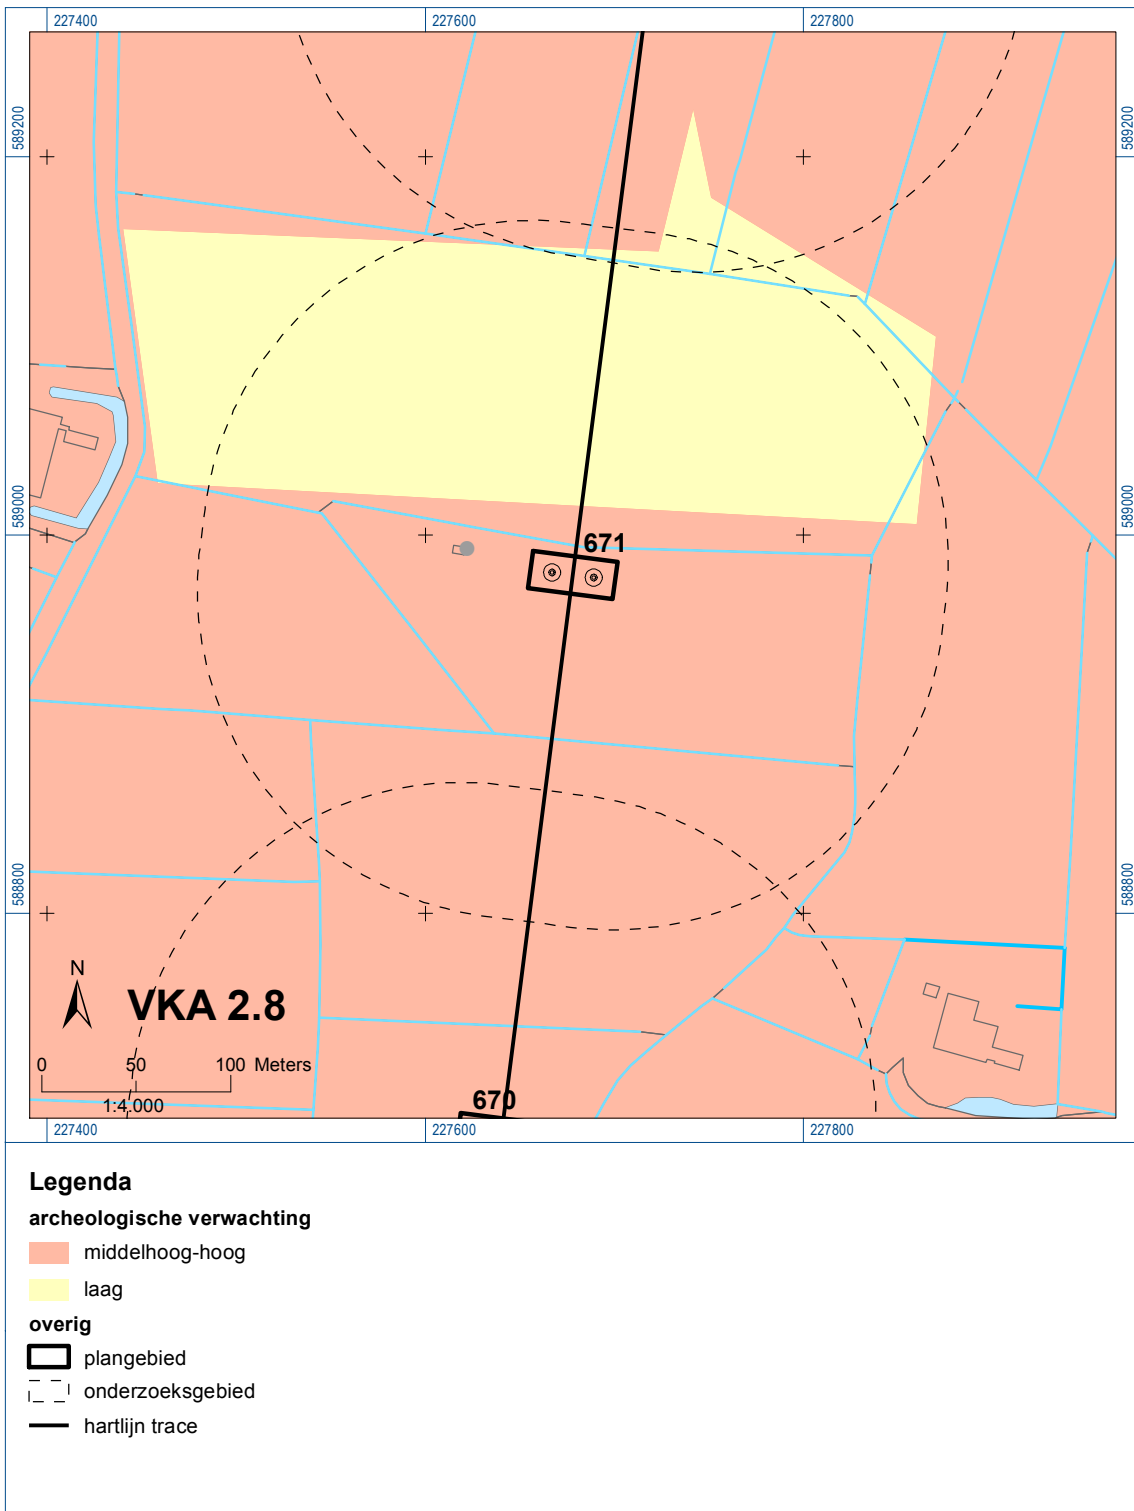 227400
227600
227800
589200
589200
589000
589000
671
588800
588800
N
VKA 2.8
0 50 100 Meters
1:4.000
670
227400
227600
227800
Legenda
archeologische verwachting
middelhoog-hoog
laag
overig
plangebied
onderzoeksgebied
hartlijn trace